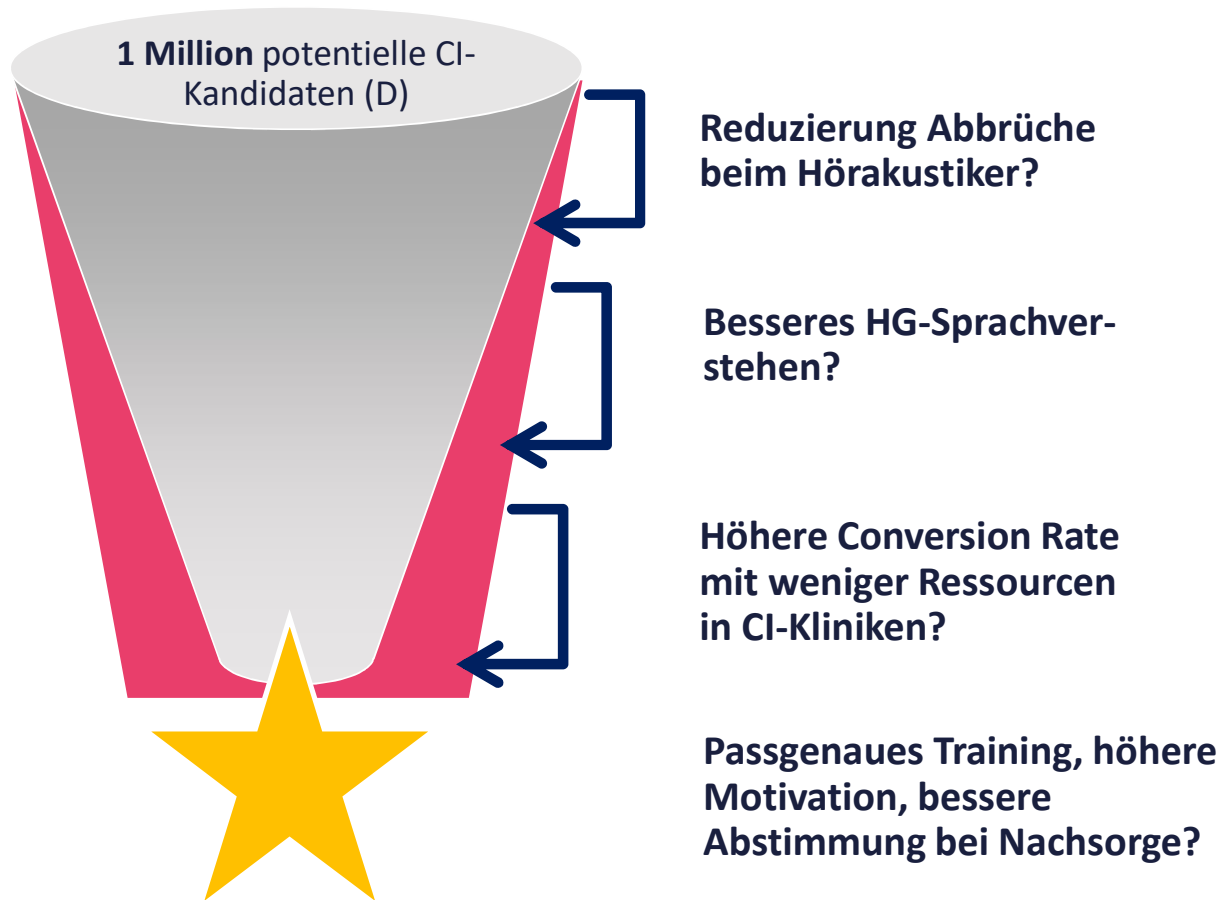 1 Million potentielle CI-
Kandidaten (D)
Reduzierung Abbrüche
beim Hörakustiker?
Besseres HG-Sprachver-
stehen?
Höhere Conversion Rate
mit weniger Ressourcen
in CI-Kliniken?
Passgenaues Training, höhere
Motivation, bessere
Abstimmung bei Nachsorge?